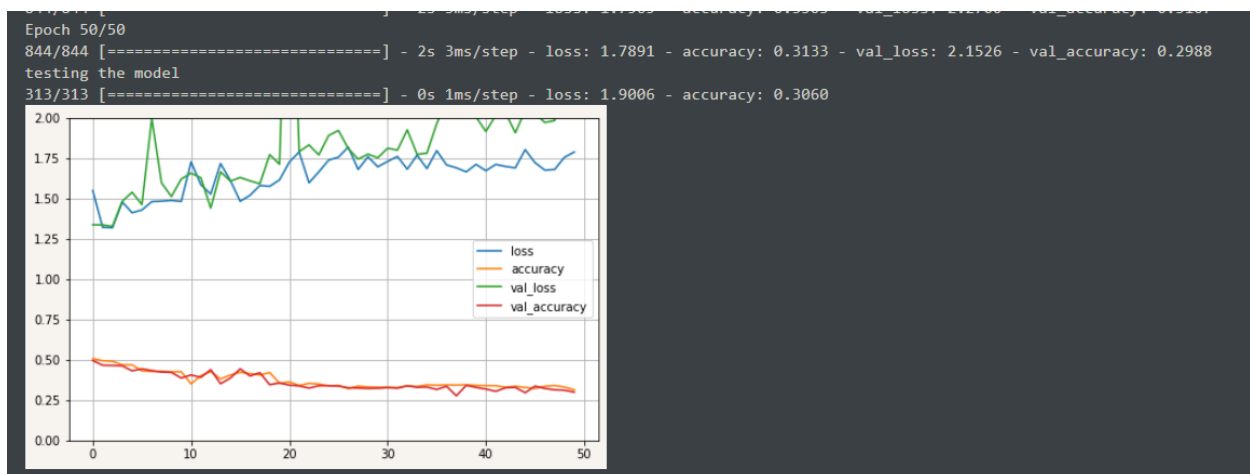 Epoch 50/50
844/844 [==============================] - 2s 3ms/step - loss: 1.7891 - accuracy: 0.3133 - val_loss: 2.1526 - val_accuracy: 0.2988
testing the model
313/313 [==============================] - 0s 1ms/step - loss: 1.9006 - accuracy: 0.3060
2.00
1.75
1.50
1.25
loss
accuracy
1.00
val_loss
val_accuracy
0.75
0.50
0.25
0.00
0 10 20 30 40 50